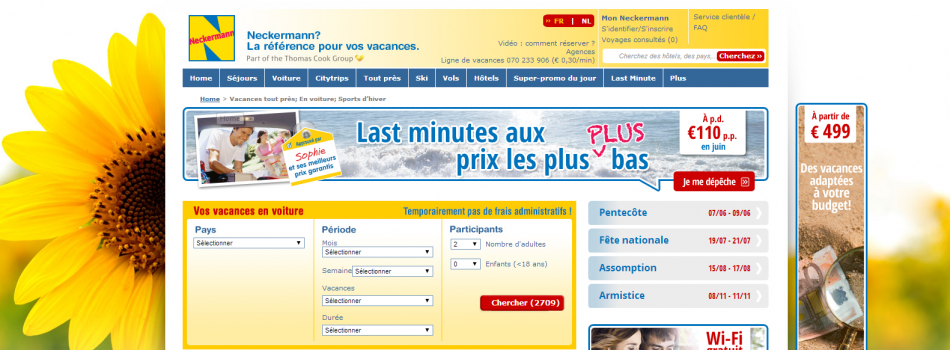 Neckermann
Neckermann?
La référence pour vos vacances.
Part of the Thomas Cook Group
» FR | NL
Vidéo : comment réserver ?
Agences
Ligne de vacances 070 233 906 (€ 0,30/min)
Mon Neckermann
S'identifier/S'inscrire
Voyages consultés (0)
Service clientèle /
FAQ
Cherchez des hôtels, des pays,
Cherchez »
Home Séjours Voiture Citytrips Tout près Ski Vols Hôtels Super-promo du jour Last Minute Plus
Home > Vacances tout près; En voiture; Sports d'hiver
Approuvé par
Sophie
et ses meilleurs
prix garantis
Last minutes aux
PLUS
prix les plus bas
À p.d.
€110 p.p.
en juin
Je me dépêche »
À partir de
€ 499
Des vacances
adaptées
à votre
budget!
Vos vacances en voiture
Temporairement pas de frais administratifs !
Pays
Sélectionner
Période
Mois
Sélectionner
Semaine Sélectionner
Vacances
Sélectionner
Durée
Sélectionner
Participants
2 Nombre d'adultes
0 Enfants (<18 ans)
Chercher (2709)
Pentecôte 07/06 - 09/06
Fête nationale 19/07 - 21/07
Assomption 15/08 - 17/08
Armistice 08/11 - 11/11
Wi-Fi
gratuit